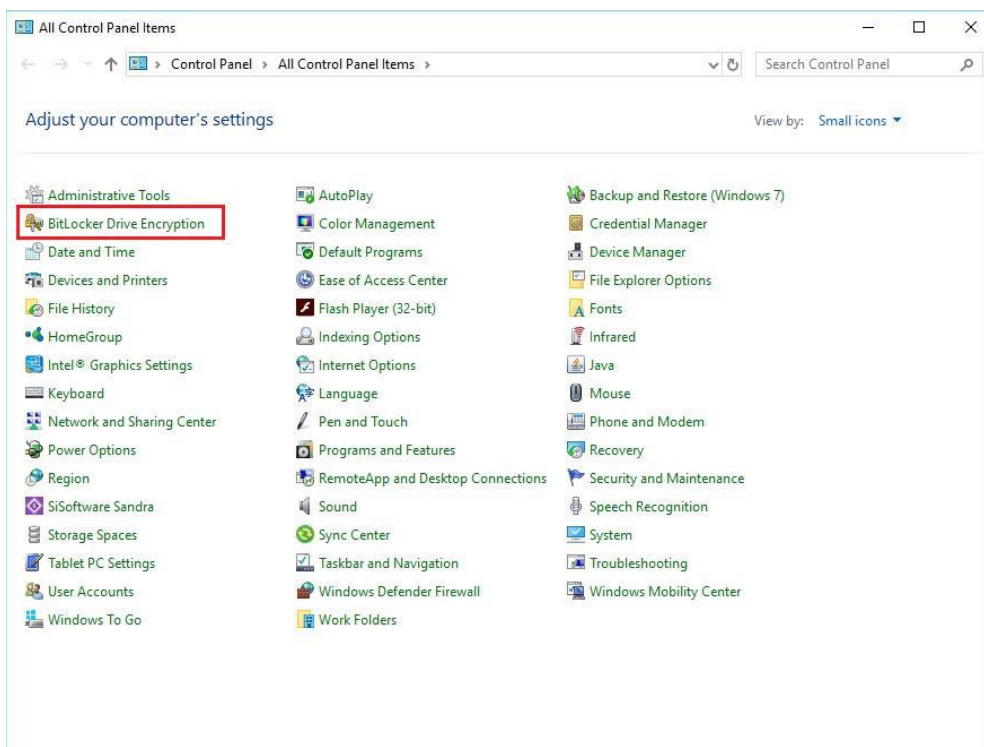 All Control Panel Items
Control Panel > All Control Panel Items >
Search Control Panel
Adjust your computer's settings
View by: Small icons
Administrative Tools
BitLocker Drive Encryption
Date and Time
Devices and Printers
File History
HomeGroup
Intel® Graphics Settings
Keyboard
Network and Sharing Center
Power Options
Region
SiSoftware Sandra
Storage Spaces
Tablet PC Settings
User Accounts
Windows To Go
AutoPlay
Color Management
Default Programs
Ease of Access Center
Flash Player (32-bit)
Indexing Options
Internet Options
Language
Pen and Touch
Programs and Features
RemoteApp and Desktop Connections
Sound
Sync Center
Taskbar and Navigation
Windows Defender Firewall
Work Folders
Backup and Restore (Windows 7)
Credential Manager
Device Manager
File Explorer Options
Fonts
Infrared
Java
Mouse
Phone and Modem
Recovery
Security and Maintenance
Speech Recognition
System
Troubleshooting
Windows Mobility Center